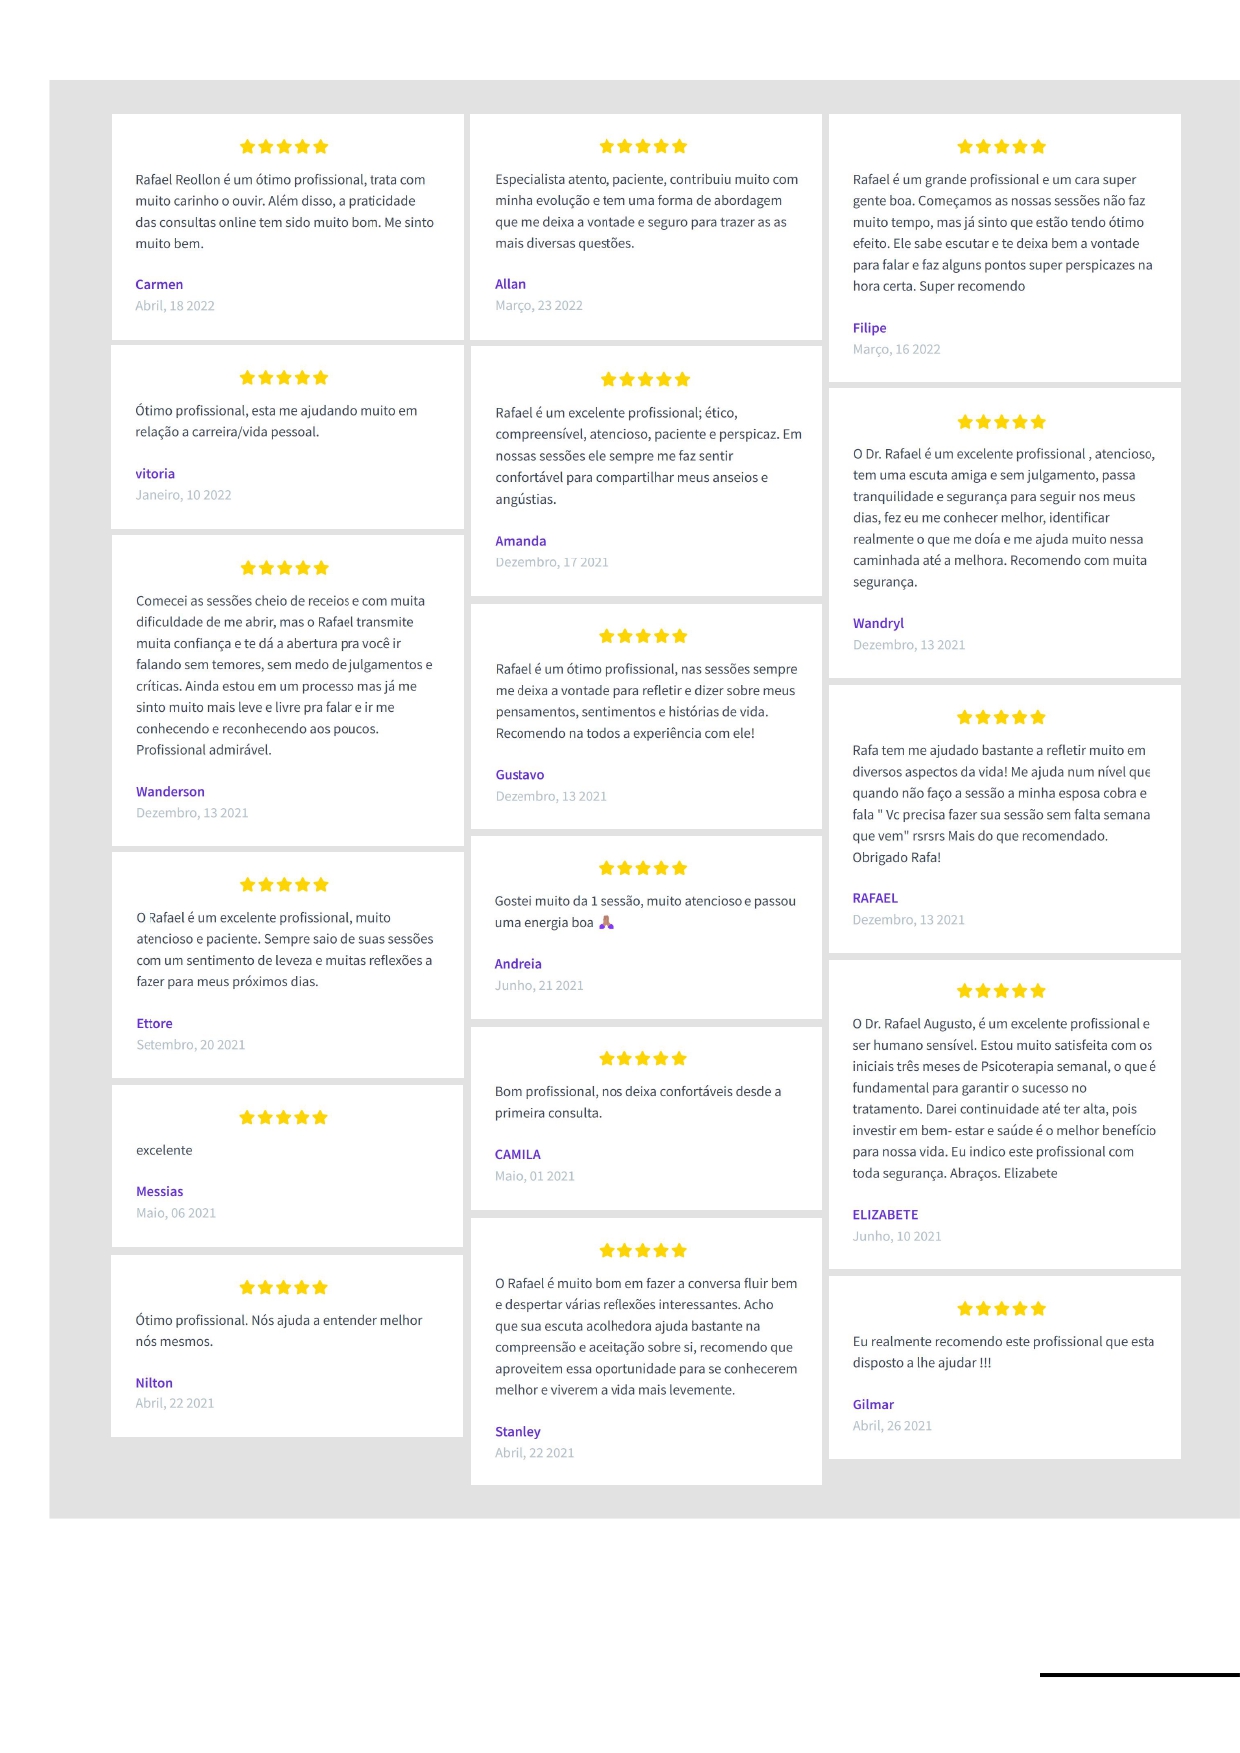 Rafael Reollon é um ótimo profissional, trata com
muito carinho o ouvir. Além disso, a praticidade
das consultas online tem sido muito bom. Me sinto
muito bem.
Carmen
Abril, 18 2022
Ótimo profissional, esta me ajudando muito em
relação a carreira/vida pessoal.
vitoria
Janeiro, 10 2022
Comecei as sessões cheio de receios e com muita
dificuldade de me abrir, mas o Rafael transmite
muita confiança e te dá a abertura pra você ir
falando sem temores, sem medo de julgamentos e
críticas. Ainda estou em um processo mas já me
sinto muito mais leve e livre pra falar e ir me
conhecendo e reconhecendo aos poucos.
Profissional admirável.
Wanderson
Dezembro, 13 2021
O Rafael é um excelente profissional, muito
atencioso e paciente. Sempre saio de suas sessões
com um sentimento de leveza e muitas reflexões a
fazer para meus próximos dias.
Ettore
Setembro, 20 2021
excelente
Messias
Maio, 06 2021
Ótimo profissional. Nós ajuda a entender melhor
nós mesmos.
Nilton
Abril, 22 2021
Especialista atento, paciente, contribuiu muito com
minha evolução e tem uma forma de abordagem
que me deixa a vontade e seguro para trazer as as
mais diversas questões.
Allan
Março, 23 2022
Rafael é um excelente profissional; ético,
compreensível, atencioso, paciente e perspicaz. Em
nossas sessões ele sempre me faz sentir
confortável para compartilhar meus anseios e
angústias.
Amanda
Dezembro, 17 2021
Rafael é um ótimo profissional, nas sessões sempre
me deixa a vontade para refletir e dizer sobre meus
pensamentos, sentimentos e histórias de vida.
Recomendo na todos a experiência com ele!
Gustavo
Dezembro, 13 2021
Gostei muito da 1 sessão, muito atencioso e passou
uma energia boa 🙏🏽
Andreia
Junho, 21 2021
Bom profissional, nos deixa confortáveis desde a
primeira consulta.
CAMILA
Maio, 01 2021
O Rafael é muito bom em fazer a conversa fluir bem
e despertar várias reflexões interessantes. Acho
que sua escuta acolhedora ajuda bastante na
compreensão e aceitação sobre si, recomendo que
aproveitem essa oportunidade para se conhecerem
melhor e viverem a vida mais levemente.
Stanley
Abril, 22 2021
Rafael é um grande profissional e um cara super
gente boa. Começamos as nossas sessões não faz
muito tempo, mas já sinto que estão tendo ótimo
efeito. Ele sabe escutar e te deixa bem a vontade
para falar e faz alguns pontos super perspicazes na
hora certa. Super recomendo
Filipe
Março, 16 2022
O Dr. Rafael é um excelente profissional , atencioso,
tem uma escuta amiga e sem julgamento, passa
tranquilidade e segurança para seguir nos meus
dias, fez eu me conhecer melhor, identificar
realmente o que me doía e me ajuda muito nessa
caminhada até a melhora. Recomendo com muita
segurança.
Wandryl
Dezembro, 13 2021
Rafa tem me ajudado bastante a refletir muito em
diversos aspectos da vida! Me ajuda num nível que
quando não faço a sessão a minha esposa cobra e
fala " Vc precisa fazer sua sessão sem falta semana
que vem" rsrsrs Mais do que recomendado.
Obrigado Rafa!
RAFAEL
Dezembro, 13 2021
O Dr. Rafael Augusto, é um excelente profissional e
ser humano sensível. Estou muito satisfeita com os
iniciais três meses de Psicoterapia semanal, o que é
fundamental para garantir o sucesso no
tratamento. Darei continuidade até ter alta, pois
investir em bem- estar e saúde é o melhor benefício
para nossa vida. Eu indico este profissional com
toda segurança. Abraços. Elizabete
ELIZABETE
Junho, 10 2021
Eu realmente recomendo este profissional que esta
disposto a lhe ajudar !!!
Gilmar
Abril, 26 2021